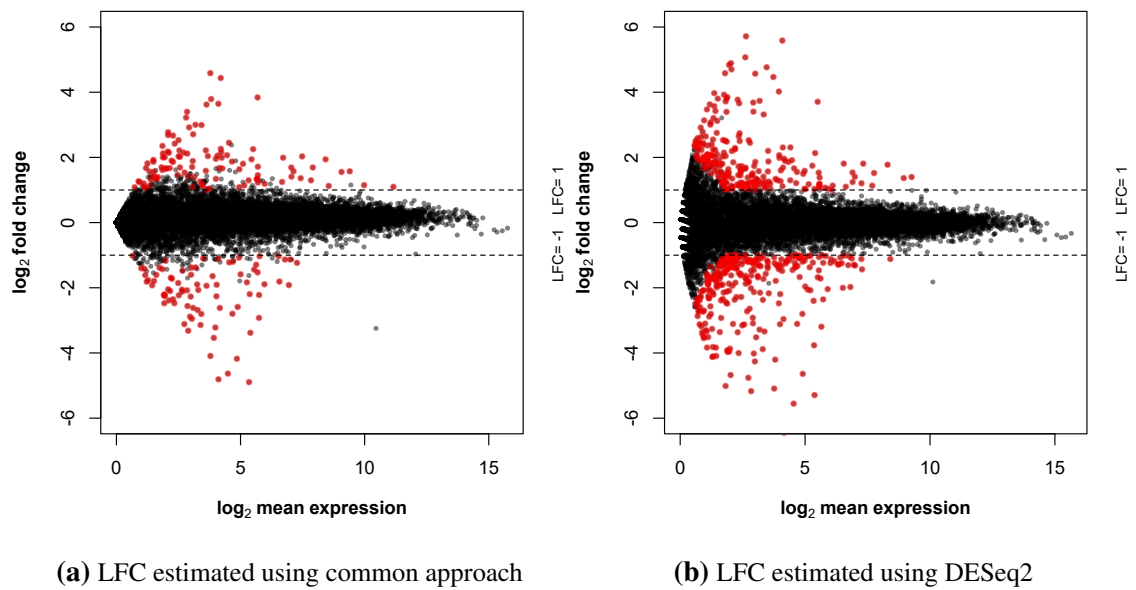 6
4
2
0
-2
-4
-6
log2 fold change
0
5
10
15
log2 mean expression
LFC= -1
LFC= 1
6
4
2
0
-2
-4
-6
log2 fold change
0
5
10
15
log2 mean expression
LFC= -1
LFC= 1
(a) LFC estimated using common approach
(b) LFC estimated using DESeq2